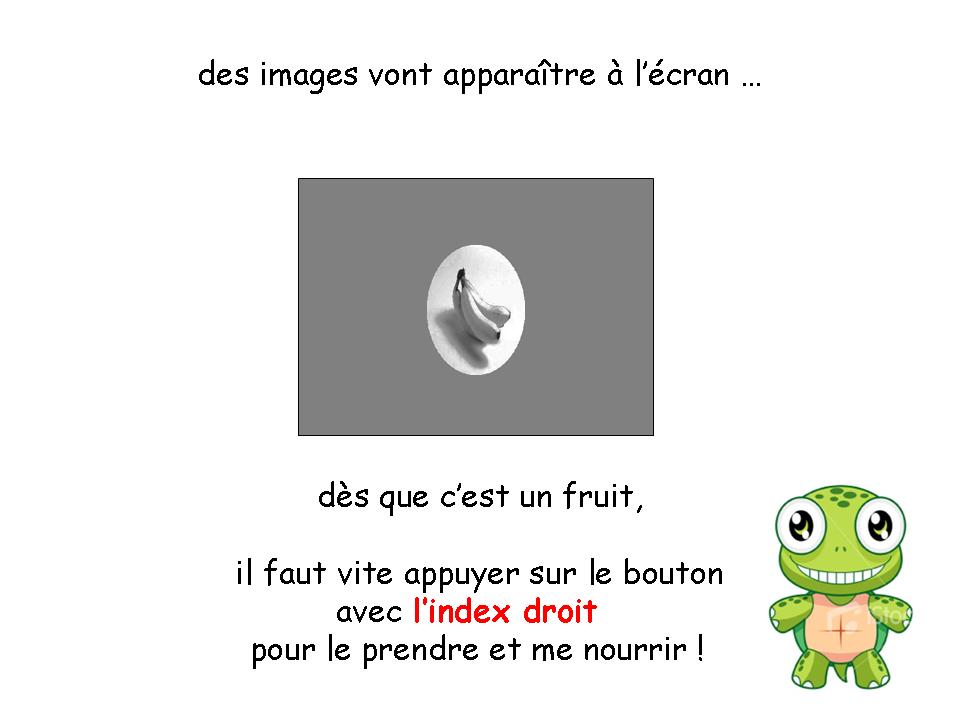 des images vont apparaître à l'écran ...
dès que c'est un fruit,
il faut vite appuyer sur le bouton
avec l'index droit
pour le prendre et me nourrir !